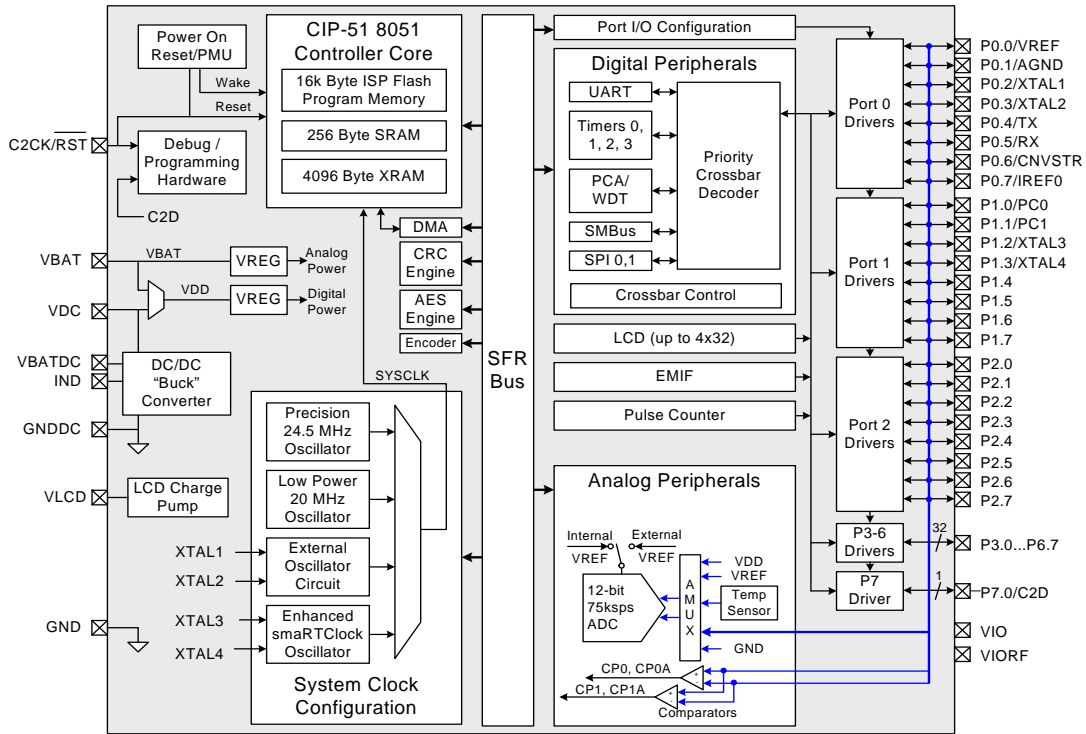 Power On
Reset/PMU
Wake
Reset
C2CK/RST
Debug /
Programming
Hardware
C2D
VBAT
VBAT
VREG
Analog
Power
VDC
VDD
VREG
Digital
Power
VBATDC
IND
DC/DC
“Buck”
Converter
GNDDC
VLCD
LCD Charge
Pump
XTAL1
XTAL2
XTAL3
XTAL4
GND
CIP-51 8051
Controller Core
16k Byte ISP Flash
Program Memory
256 Byte SRAM
4096 Byte XRAM
DMA
CRC
Engine
AES
Engine
Encoder
SYSCLK
Precision
24.5 MHz
Oscillator
Low Power
20 MHz
Oscillator
External
Oscillator
Circuit
Enhanced
smaRTClock
Oscillator
System Clock
Configuration
SFR
Bus
Port I/O Configuration
Digital Peripherals
UART
Timers 0,
1, 2, 3
PCA/
WDT
SMBus
SPI 0,1
Priority
Crossbar
Decoder
Crossbar Control
LCD (up to 4x32)
EMIF
Pulse Counter
Analog Peripherals
Internal
VREF
External
VREF
12-bit
75ksps
ADC
A
M
U
X
VDD
VREF
Temp
Sensor
GND
CP0, CP0A
+
-
CP1, CP1A
+
-
Comparators
Port 0
Drivers
Port 1
Drivers
Port 2
Drivers
P3-6
Drivers
P7
Driver
32
1
P0.0/VREF
P0.1/AGND
P0.2/XTAL1
P0.3/XTAL2
P0.4/TX
P0.5/RX
P0.6/CNVSTR
P0.7/IREF0
P1.0/PC0
P1.1/PC1
P1.2/XTAL3
P1.3/XTAL4
P1.4
P1.5
P1.6
P1.7
P2.0
P2.1
P2.2
P2.3
P2.4
P2.5
P2.6
P2.7
P3.0...P6.7
P7.0/C2D
VIO
VIORF